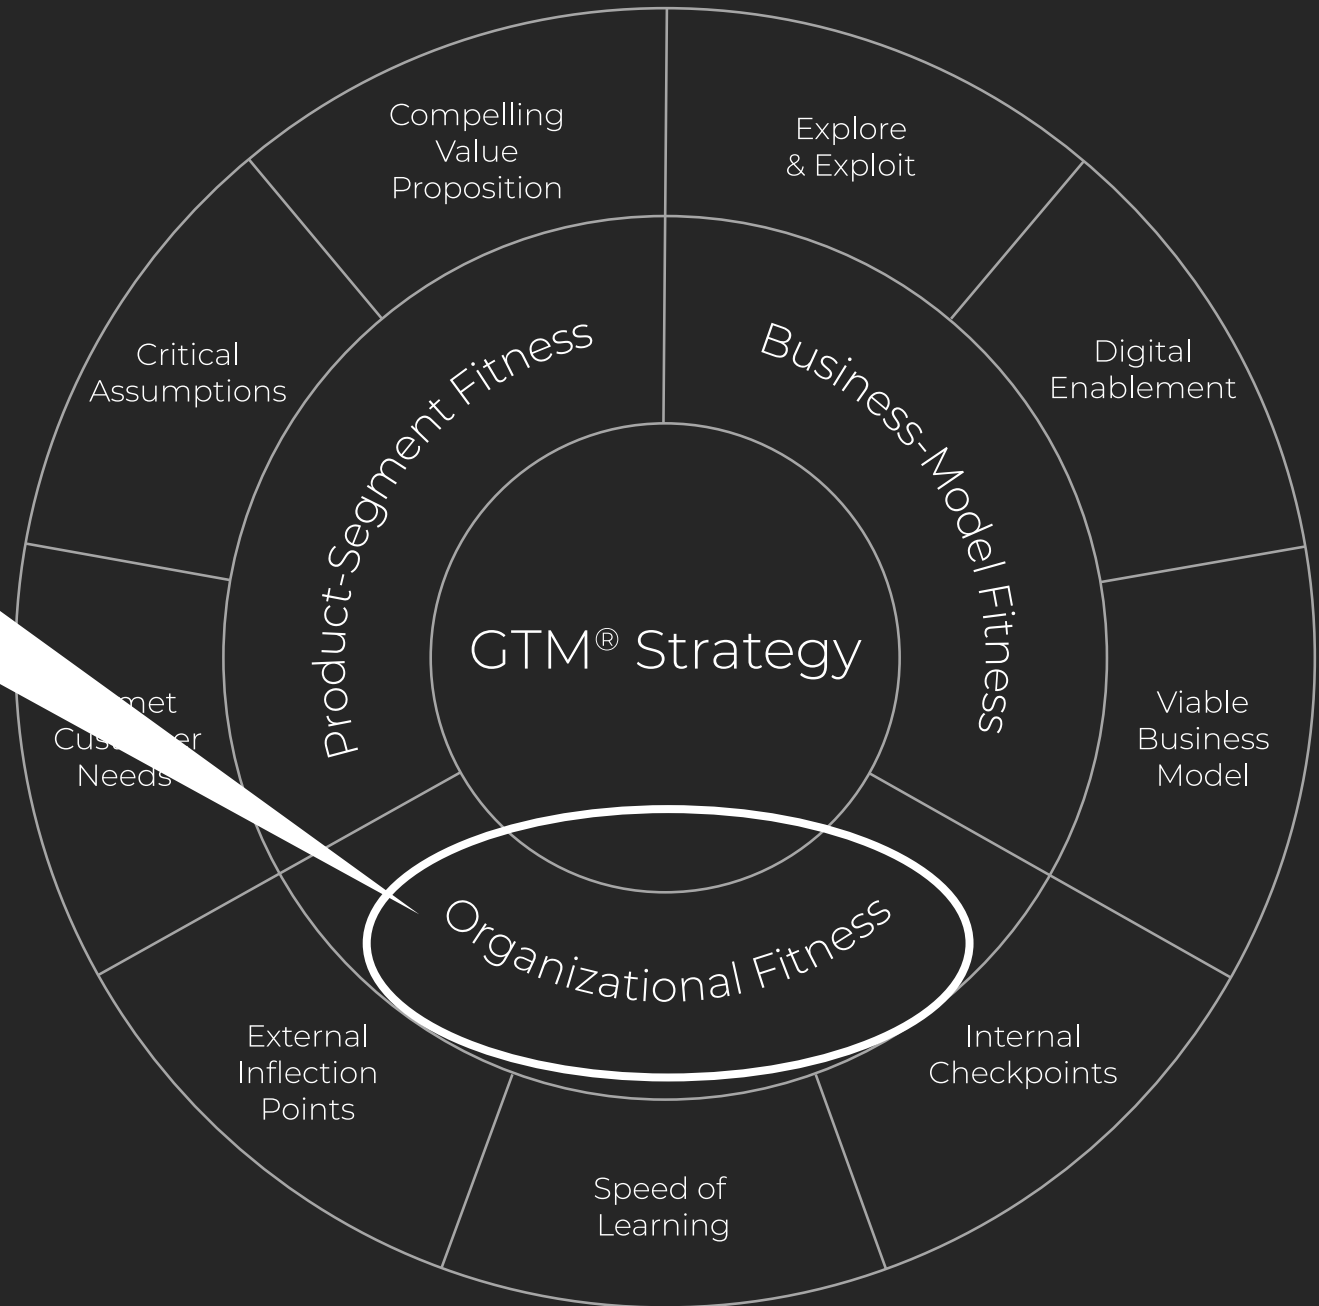 Compelling
Value
Proposition
Explore
& Exploit
Critical
Assumptions
Digital
Enablement
Product-Segment Fitness
Business-Model Fitness
GTM® Strategy
Needs
Viable
Business
Model
Organizational Fitness
External
Inflection
Points
Internal
Checkpoints
Speed of
Learning